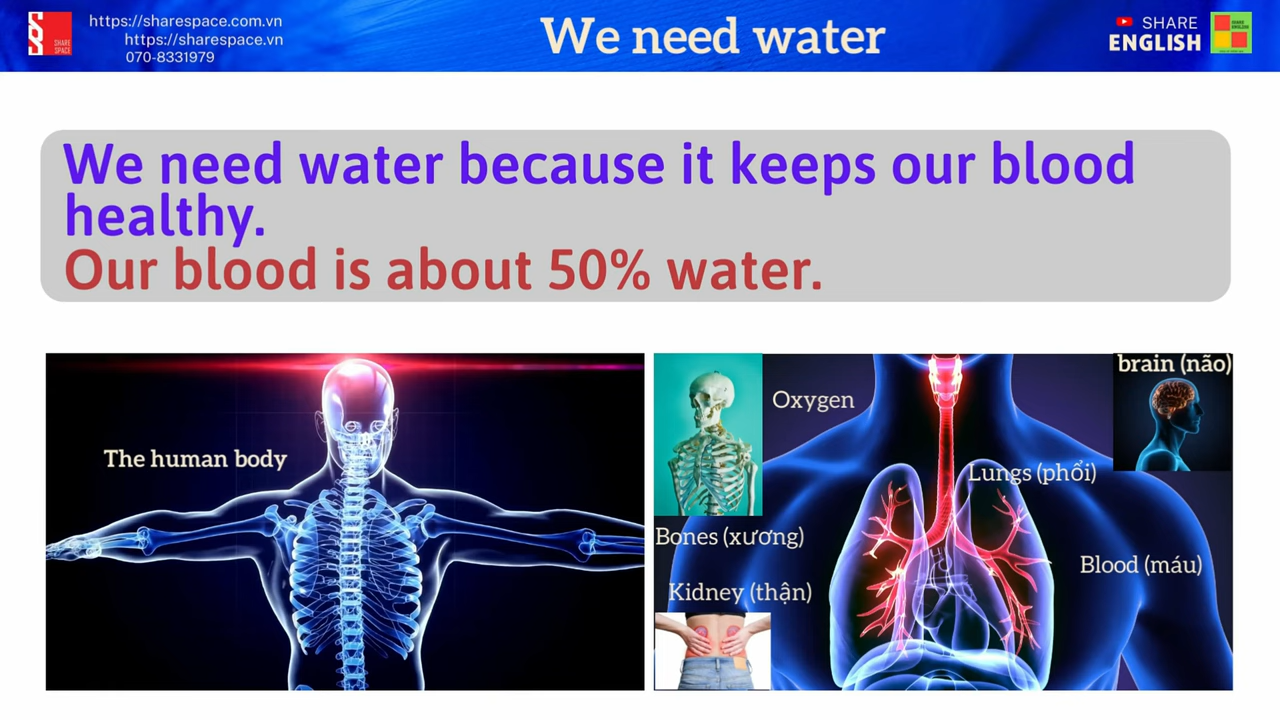 SHARE
SPACE
https://sharespace.com.vn
https://sharespace.vn
070-8331979
We need water
SHARE
ENGLISH
We need water because it keeps our blood
healthy.
Our blood is about 50% water.
The human body
Oxygen
brain (não)
Lungs (phổi)
Bones (xương)
Blood (máu)
Kidney (thận)